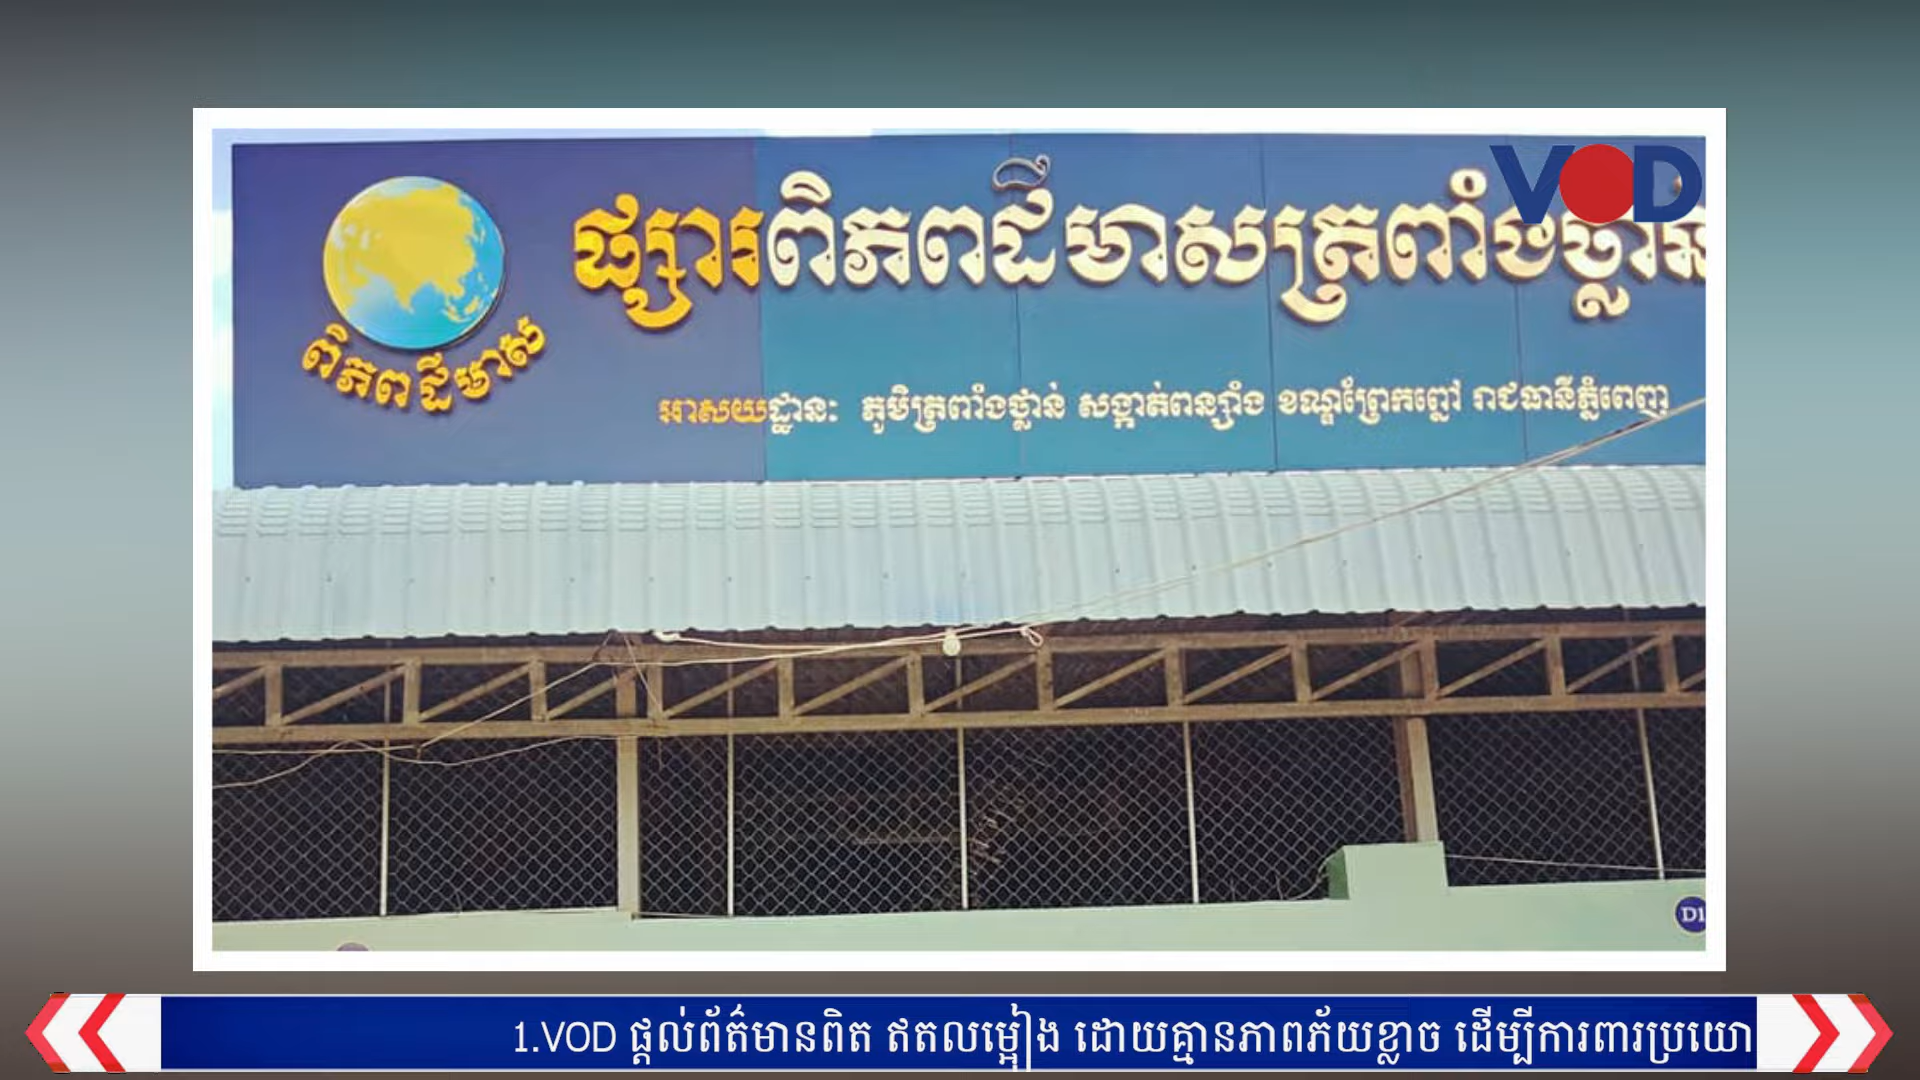 VOD
ផ្សារពិភពដីមាសត្រពាំងថ្លាន់
ពិភពដីមាស
អាសយដ្ឋាន៖ ភូមិត្រពាំងថ្លាន់ សង្កាត់ពន្សាំង ខណ្ឌព្រែកព្នៅ រាជធានីភ្នំពេញ
D1
1.VOD ផ្តល់ព័ត៌មានពិត ឥតលម្អៀង ដោយគ្មានភាពភ័យខ្លាច ដើម្បីការពារប្រយោ